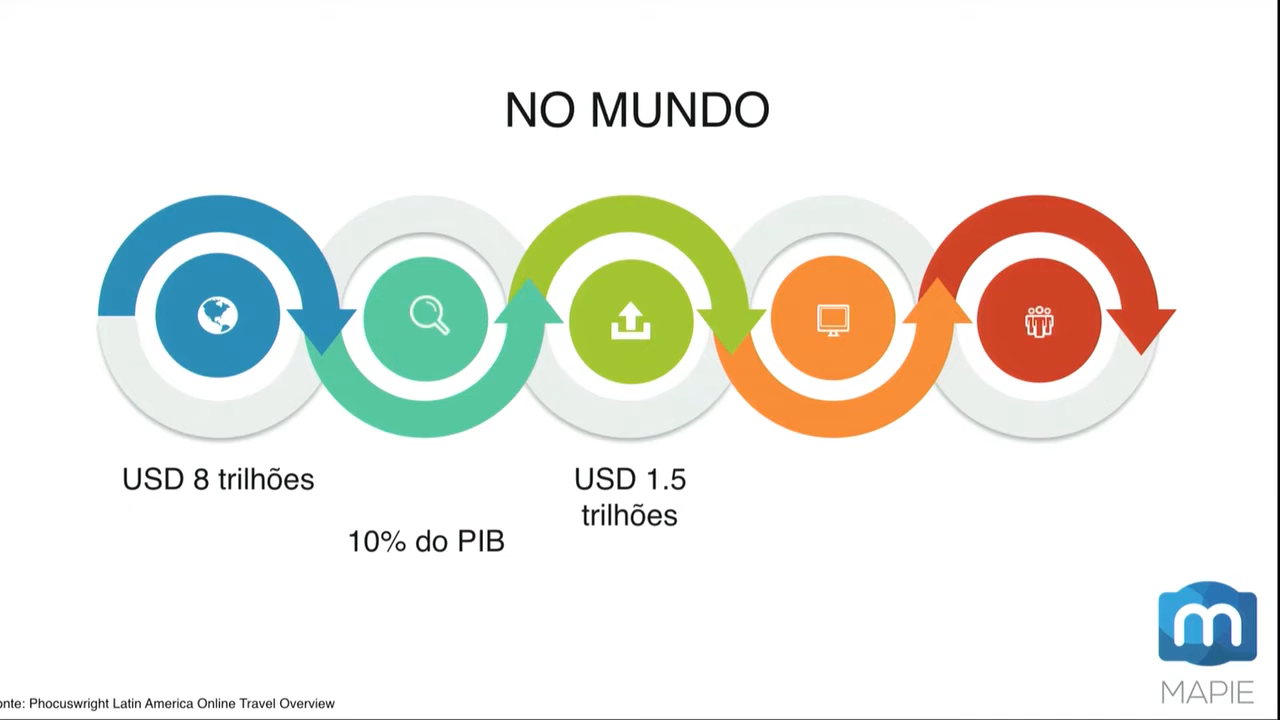 NO MUNDO
USD 8 trilhões
10% do PIB
USD 1.5
trilhões
m
MAPIE
onte: Phocuswright Latin America Online Travel Overview